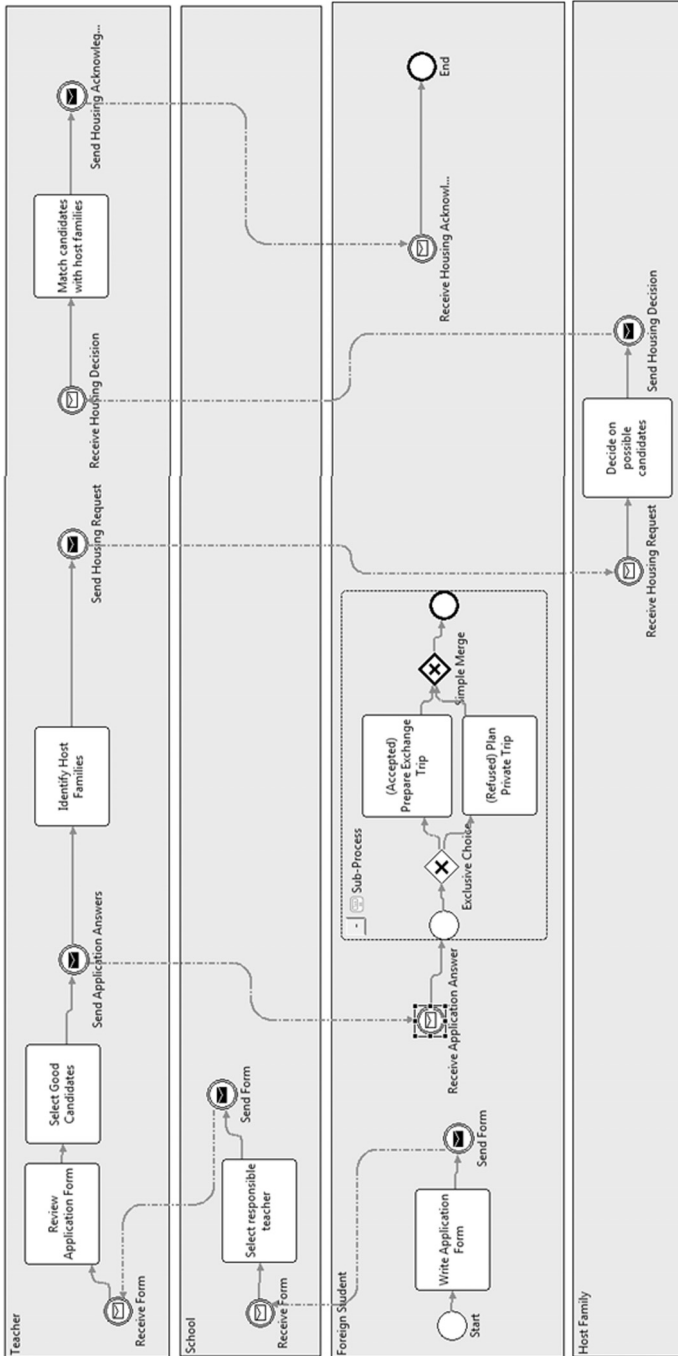 Teacher
Receive Form
Review
Application Form
Select Good
Candidates
Send Application Answers
Identify Host
Families
Send Housing Request
Receive Housing Decision
Match candidates
with host families
Send Housing Acknowleg...
School
Receive Form
Select responsible
teacher
Send Form
Foreign Student
Start
Write Application
Form
Send Form
Receive Application Answer
Sub-Process
Exclusive Choice
(Accepted)
Prepare Exchange
Trip
(Refused) Plan
Private Trip
Simple Merge
Receive Housing Acknowl...
End
Host Family
Receive Housing Request
Decide on
possible
candidates
Send Housing Decision